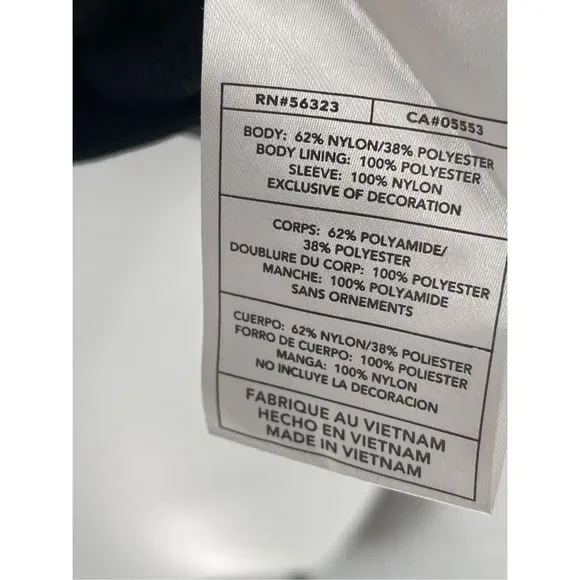 RN#56323 CA#05553
BODY: 62% NYLON/38% POLYESTER
BODY LINING: 100% POLYESTER
SLEEVE: 100% NYLON
EXCLUSIVE OF DECORATION
CORPS: 62% POLYAMIDE/
38% POLYESTER
DOUBLURE DU CORP: 100% POLYESTER
MANCHE: 100% POLYAMIDE
SANS ORNEMENTS
CUERPO: 62% NYLON/38% POLIESTER
FORRO DE CUERPO: 100% POLIESTER
MANGA: 100% NYLON
NO INCLUYE LA DECORACION
FABRIQUE AU VIETNAM
HECHO EN VIETNAM
MADE IN VIETNAM